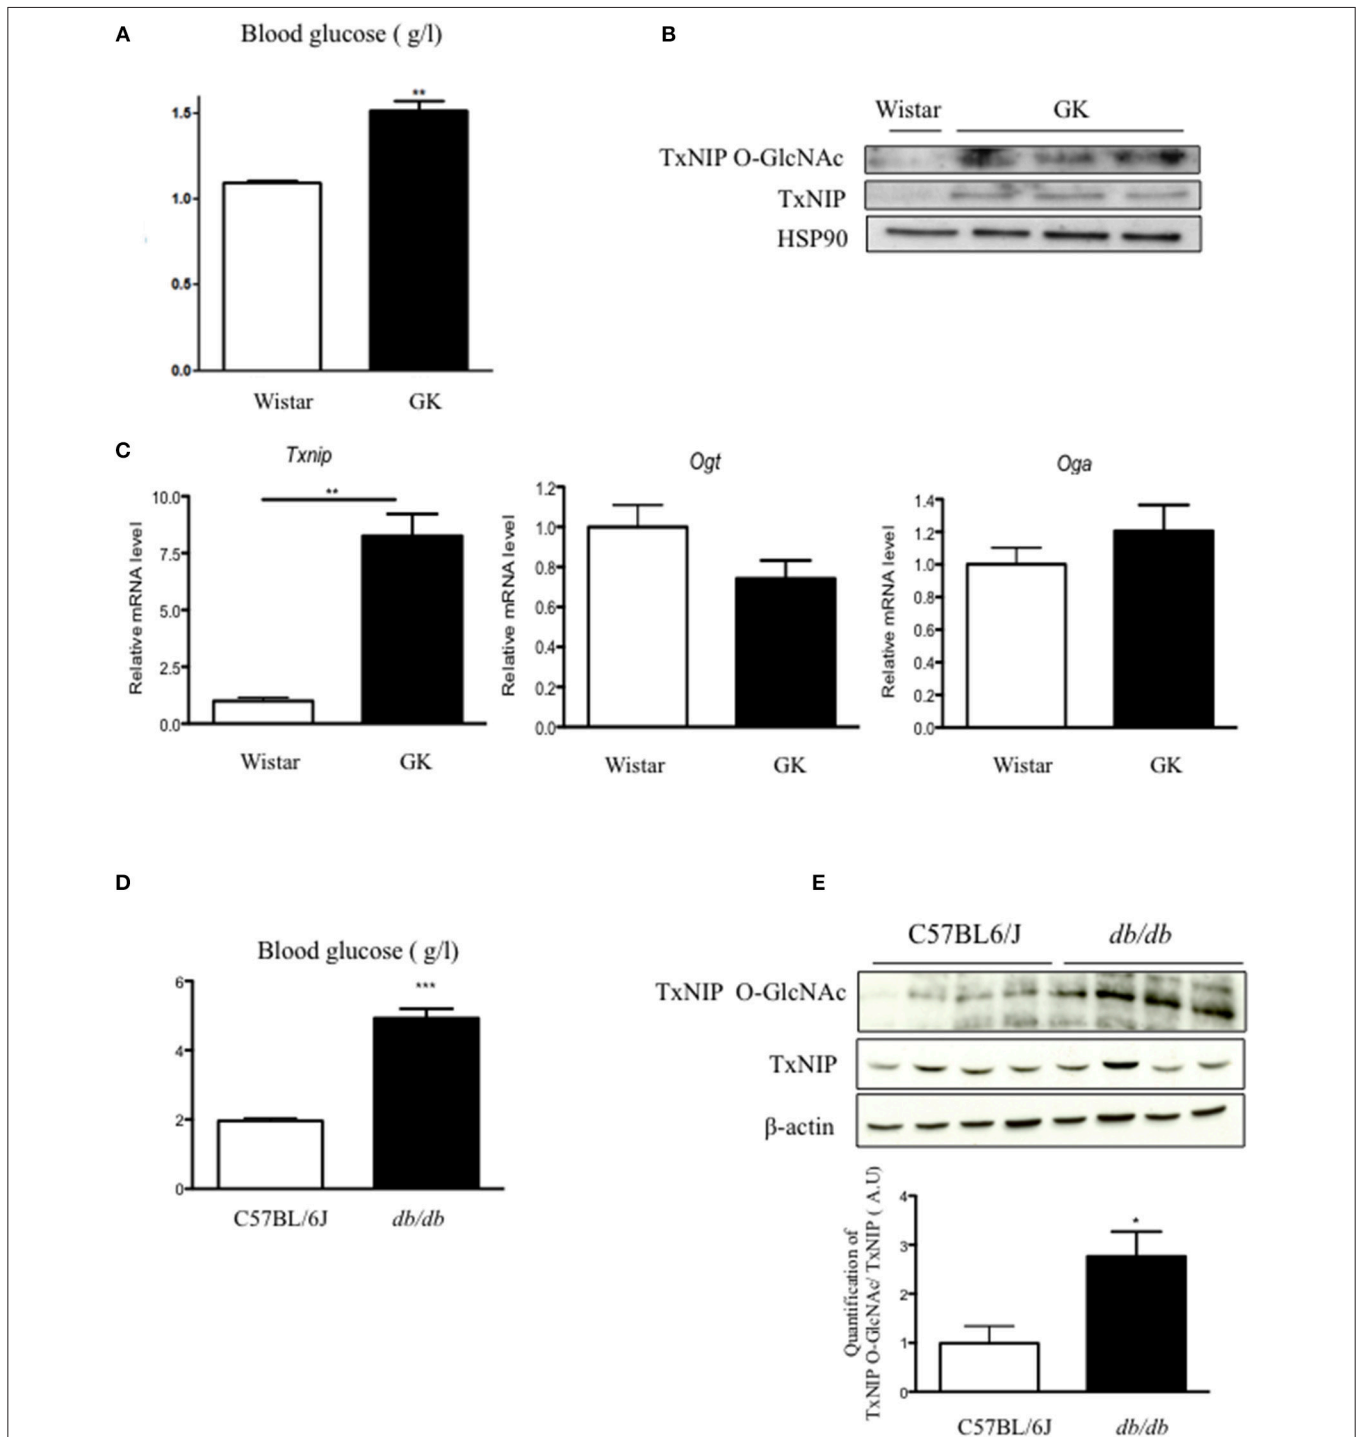 A
Blood glucose ( g/l)
**
1.5
1.0
0.5
0.0
Wistar GK
B
Wistar GK
TxNIP O-GlcNAc
TxNIP
HSP90
C
Txnip
**
Relative mRNA level
10.0
7.5
5.0
2.5
0.0
Wistar GK
Ogt
Relative mRNA level
1.2
1.0
0.8
0.6
0.4
0.2
0.0
Wistar GK
Oga
Relative mRNA level
1.4
1.2
1.0
0.8
0.6
0.4
0.2
0.0
Wistar GK
D
Blood glucose ( g/l)
***
6
4
2
0
C57BL/6J db/db
E
C57BL6/J db/db
TxNIP O-GlcNAc
TxNIP
β-actin
Quantification of
TxNIP O-GlcNAc/ TxNIP ( A.U)
*
4
3
2
1
0
C57BL/6J db/db